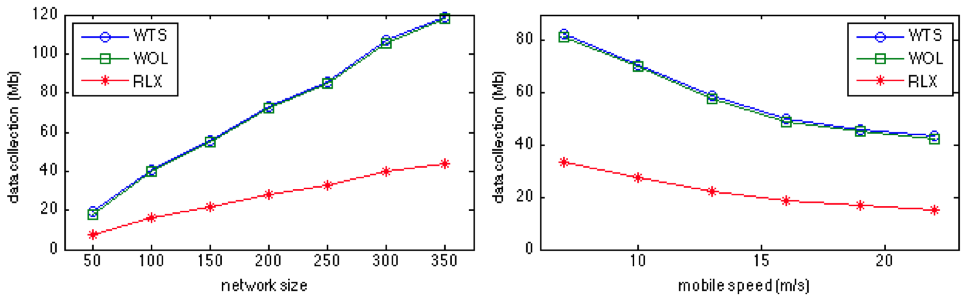 120
100
80
60
40
20
0
data collection (Mb)
WTS
WOL
RLX
50 100 150 200 250 300 350
network size
80
60
40
20
0
data collection (Mb)
WTS
WOL
RLX
10 15 20
mobile speed (m/s)